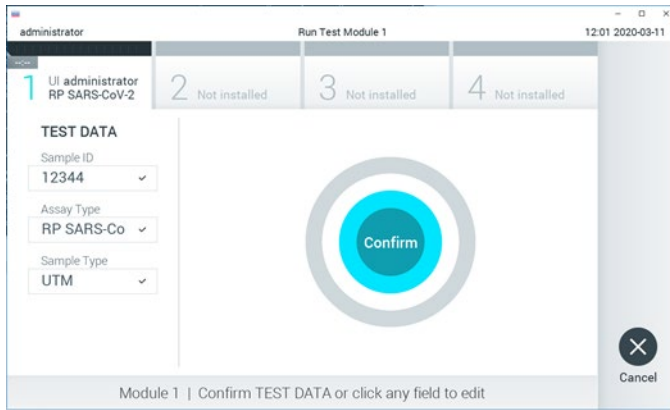 administrator Run Test Module 1 12:01 2020-03-11
--:--
1 UI administrator
RP SARS-CoV-2
2 Not installed
3 Not installed
4 Not installed
TEST DATA
Sample ID
12344
Assay Type
RP SARS-Co
Sample Type
UTM
Confirm
Cancel
Module 1 | Confirm TEST DATA or click any field to edit